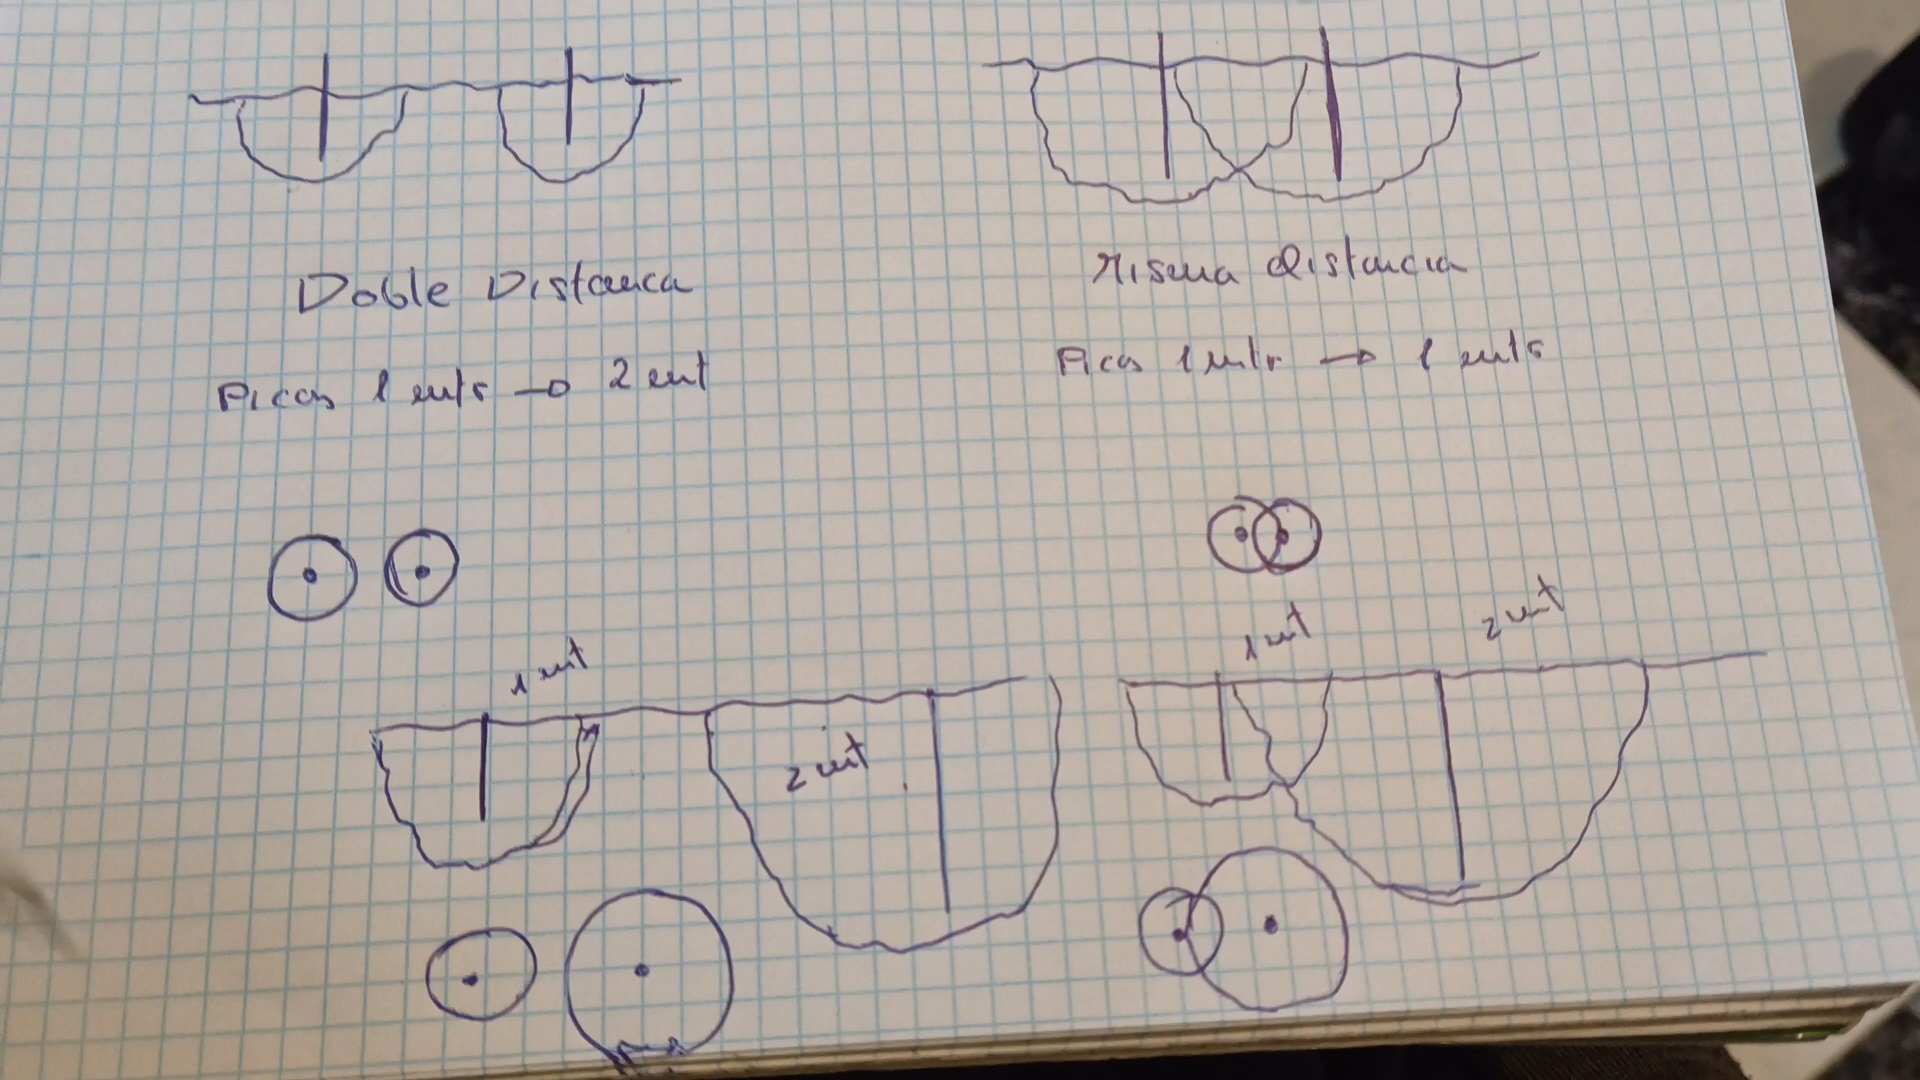 Doble Distanca
Misma distancia
Picas 1 mts → 2 mt
Picas 1 mts → 1 mts
1 mt
2 mt
1 mt
2 mt